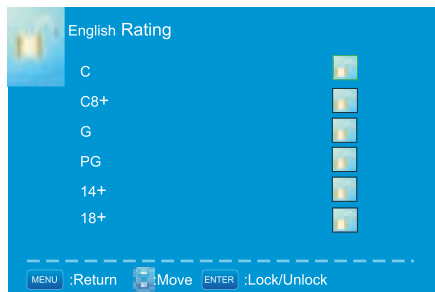 English Rating
C
C8+
G
PG
14+
18+
MENU :Return :Move ENTER :Lock/Unlock